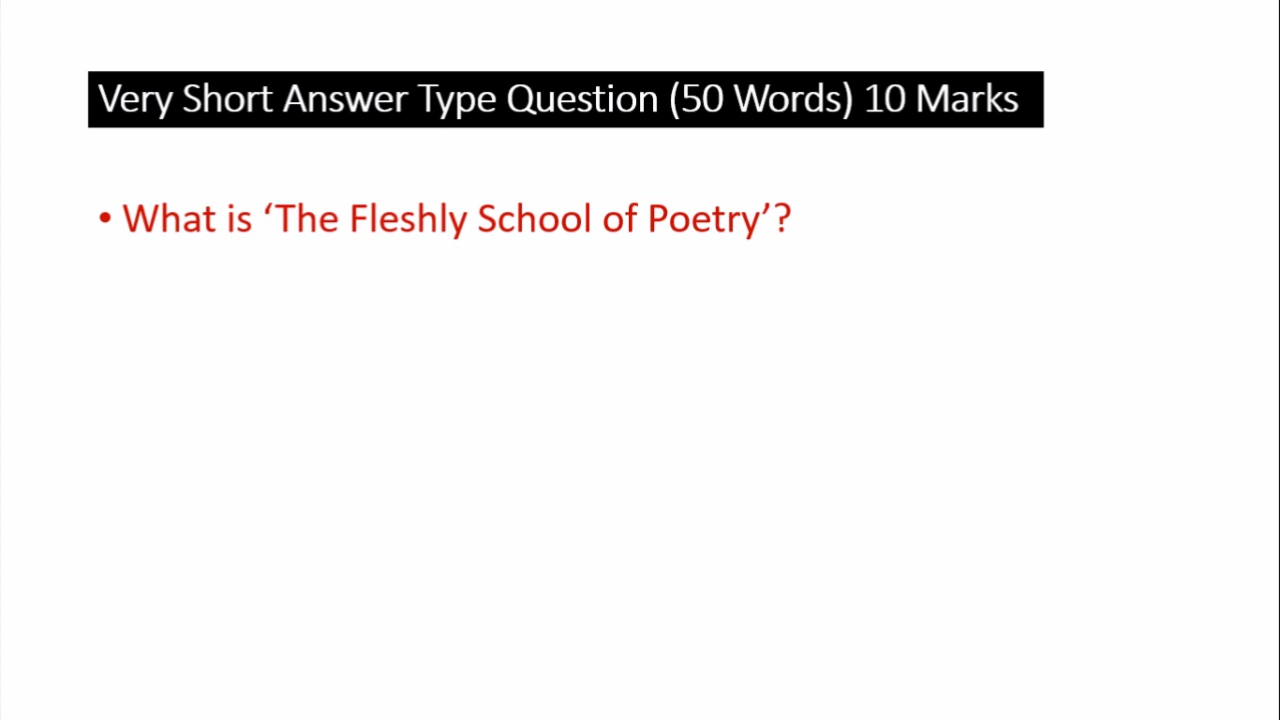 Very Short Answer Type Question (50 Words) 10 Marks
• What is ‘The Fleshly School of Poetry’?